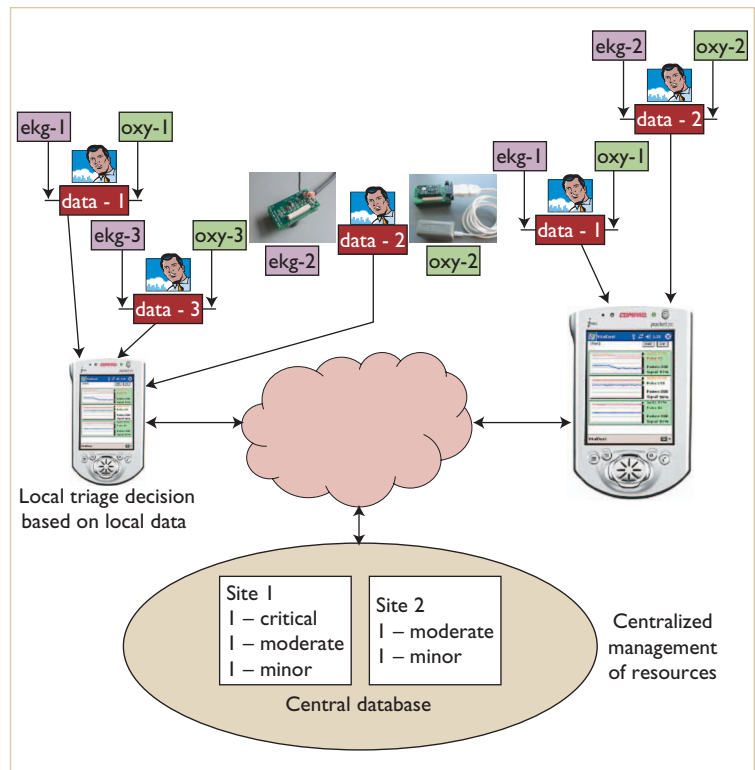 ekg-2
oxy-2
data - 2
ekg-1
oxy-1
data - 1
ekg-1
oxy-1
data - 1
ekg-3
oxy-3
data - 3
data - 2
ekg-2
oxy-2
COMPAQ
Local triage decision
based on local data
Site 1
1 – critical
1 – moderate
1 – minor
Site 2
1 – moderate
1 – minor
Central database
Centralized
management
of resources